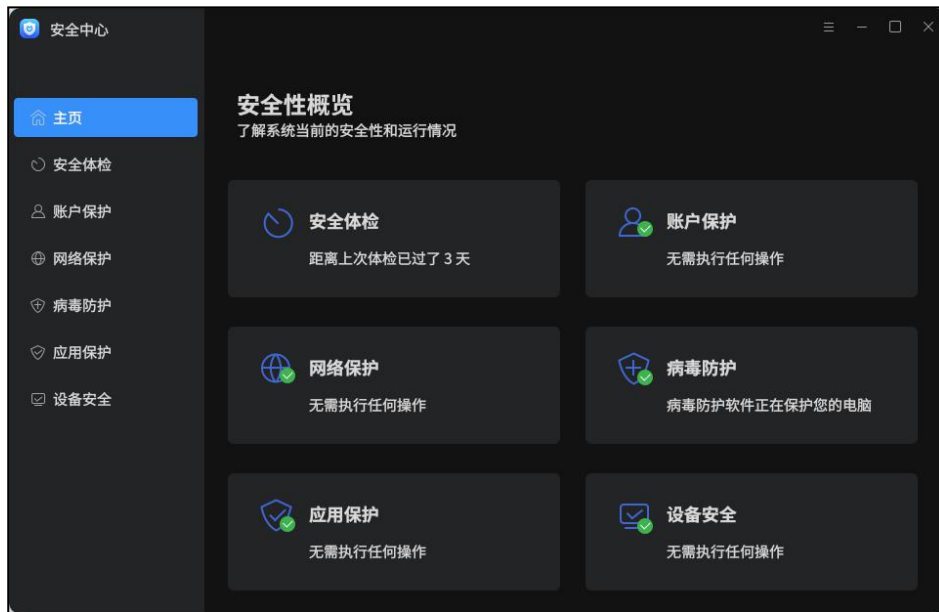 安全中心
主页
安全体检
账户保护
网络保护
病毒防护
应用保护
设备安全
安全性概览
了解系统当前的安全性和运行情况
安全体检
距离上次体检已过了 3 天
账户保护
无需执行任何操作
网络保护
无需执行任何操作
病毒防护
病毒防护软件正在保护您的电脑
应用保护
无需执行任何操作
设备安全
无需执行任何操作